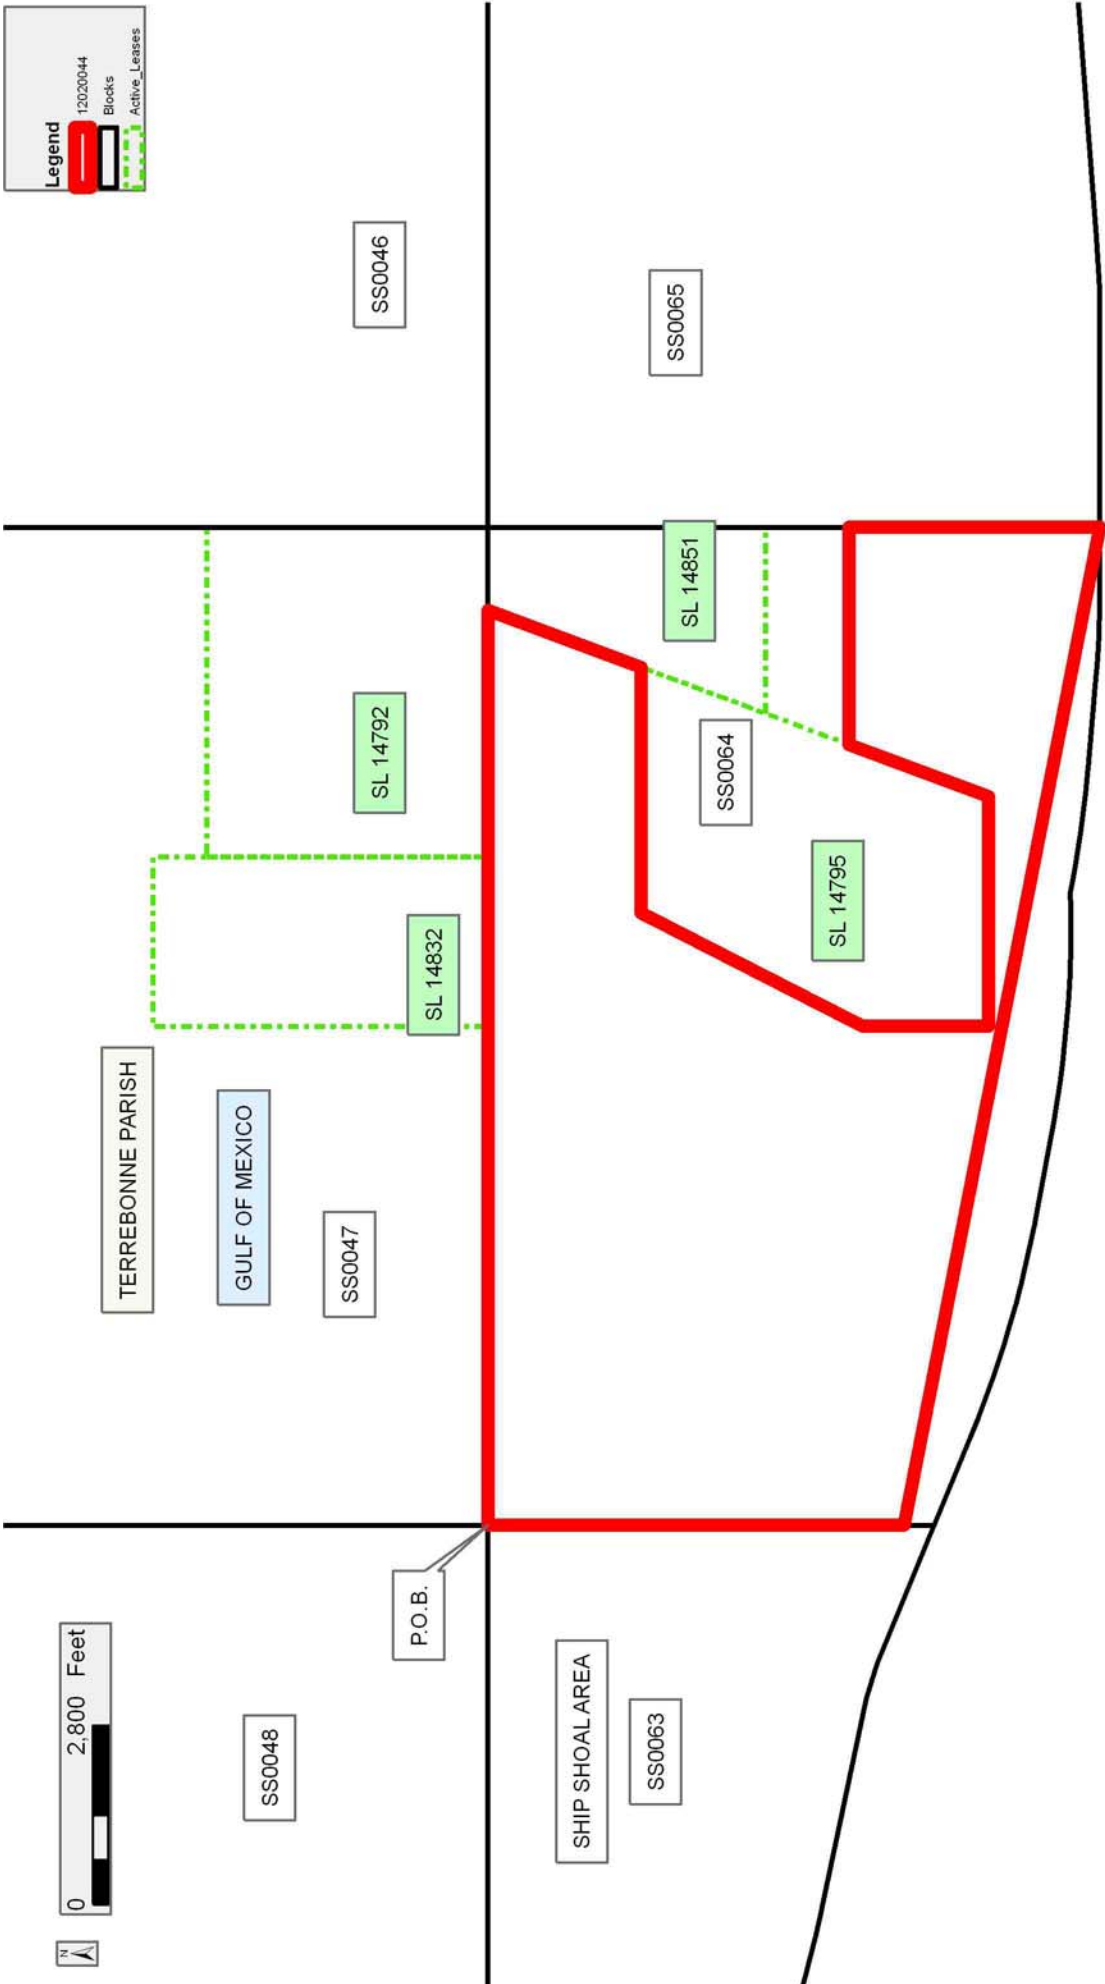 Legend
12020044
Blocks
Active_Leases
TERREBONNE PARISH
GULF OF MEXICO
SS0048
SS0047
SS0046
SL 14792
SL 14832
P.O.B.
SHIP SHOAL AREA
SS0063
SS0065
SL 14851
SS0064
SL 14795
N
0 2,800 Feet